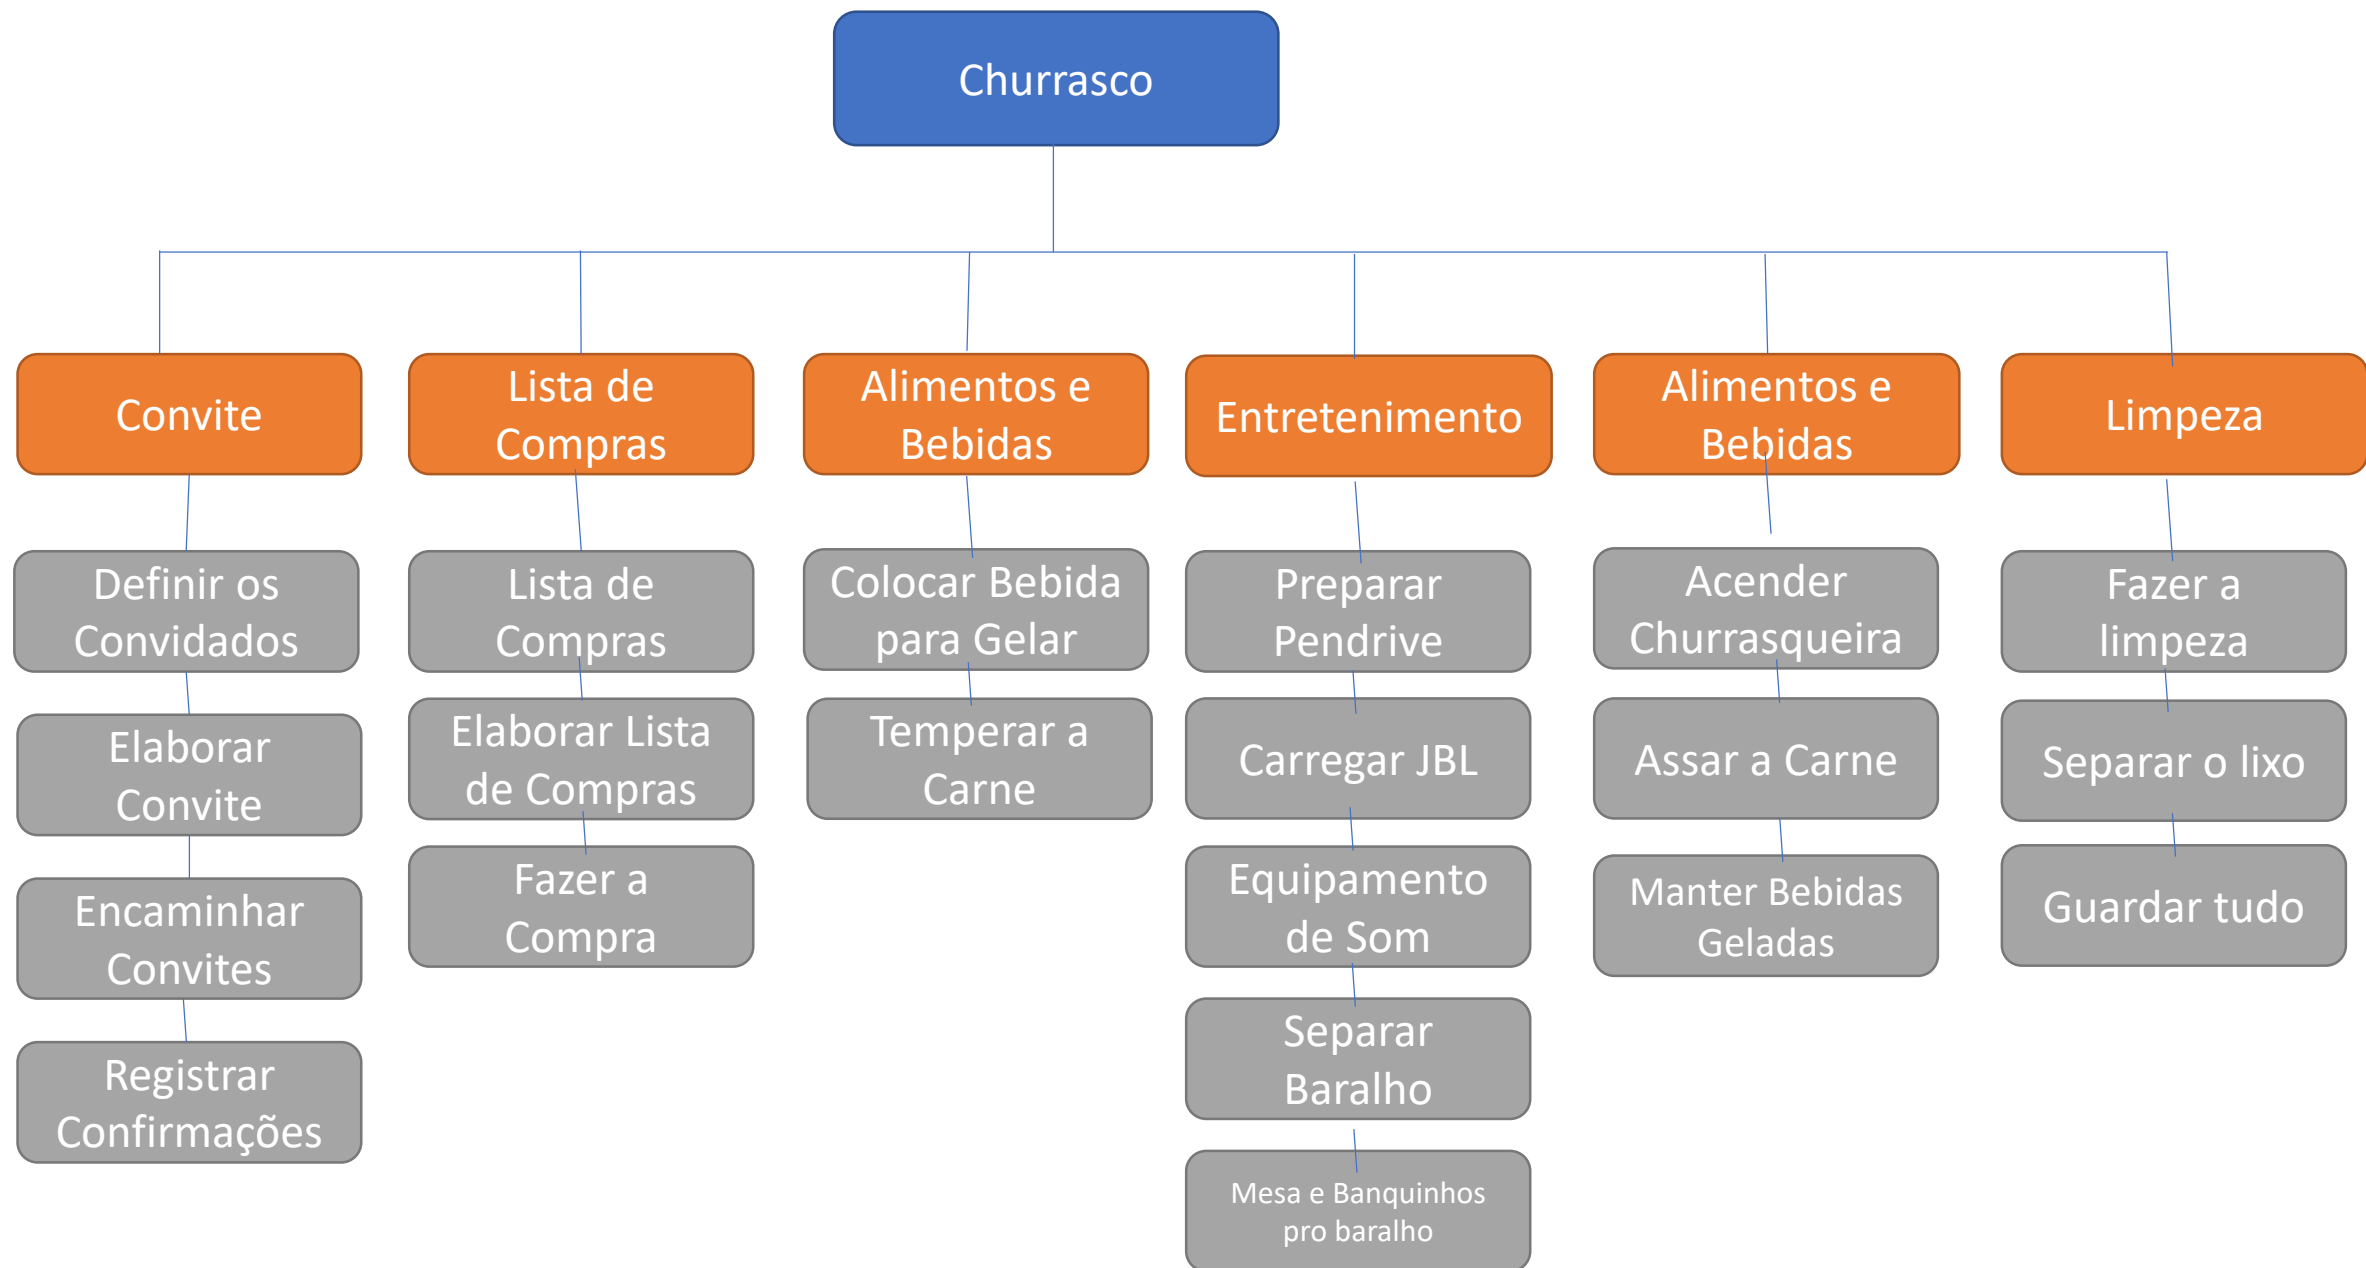 Churrasco
Convite
Lista de
Compras
Alimentos e
Bebidas
Entretenimento
Alimentos e
Bebidas
Limpeza
Definir os
Convidados
Elaborar
Convite
Encaminhar
Convites
Registrar
Confirmações
Lista de
Compras
Elaborar Lista
de Compras
Fazer a
Compra
Colocar Bebida
para Gelar
Temperar a
Carne
Preparar
Pendrive
Carregar JBL
Equipamento
de Som
Separar
Baralho
Mesa e Banquinhos
pro baralho
Acender
Churrasqueira
Assar a Carne
Manter Bebidas
Geladas
Fazer a
limpeza
Separar o lixo
Guardar tudo